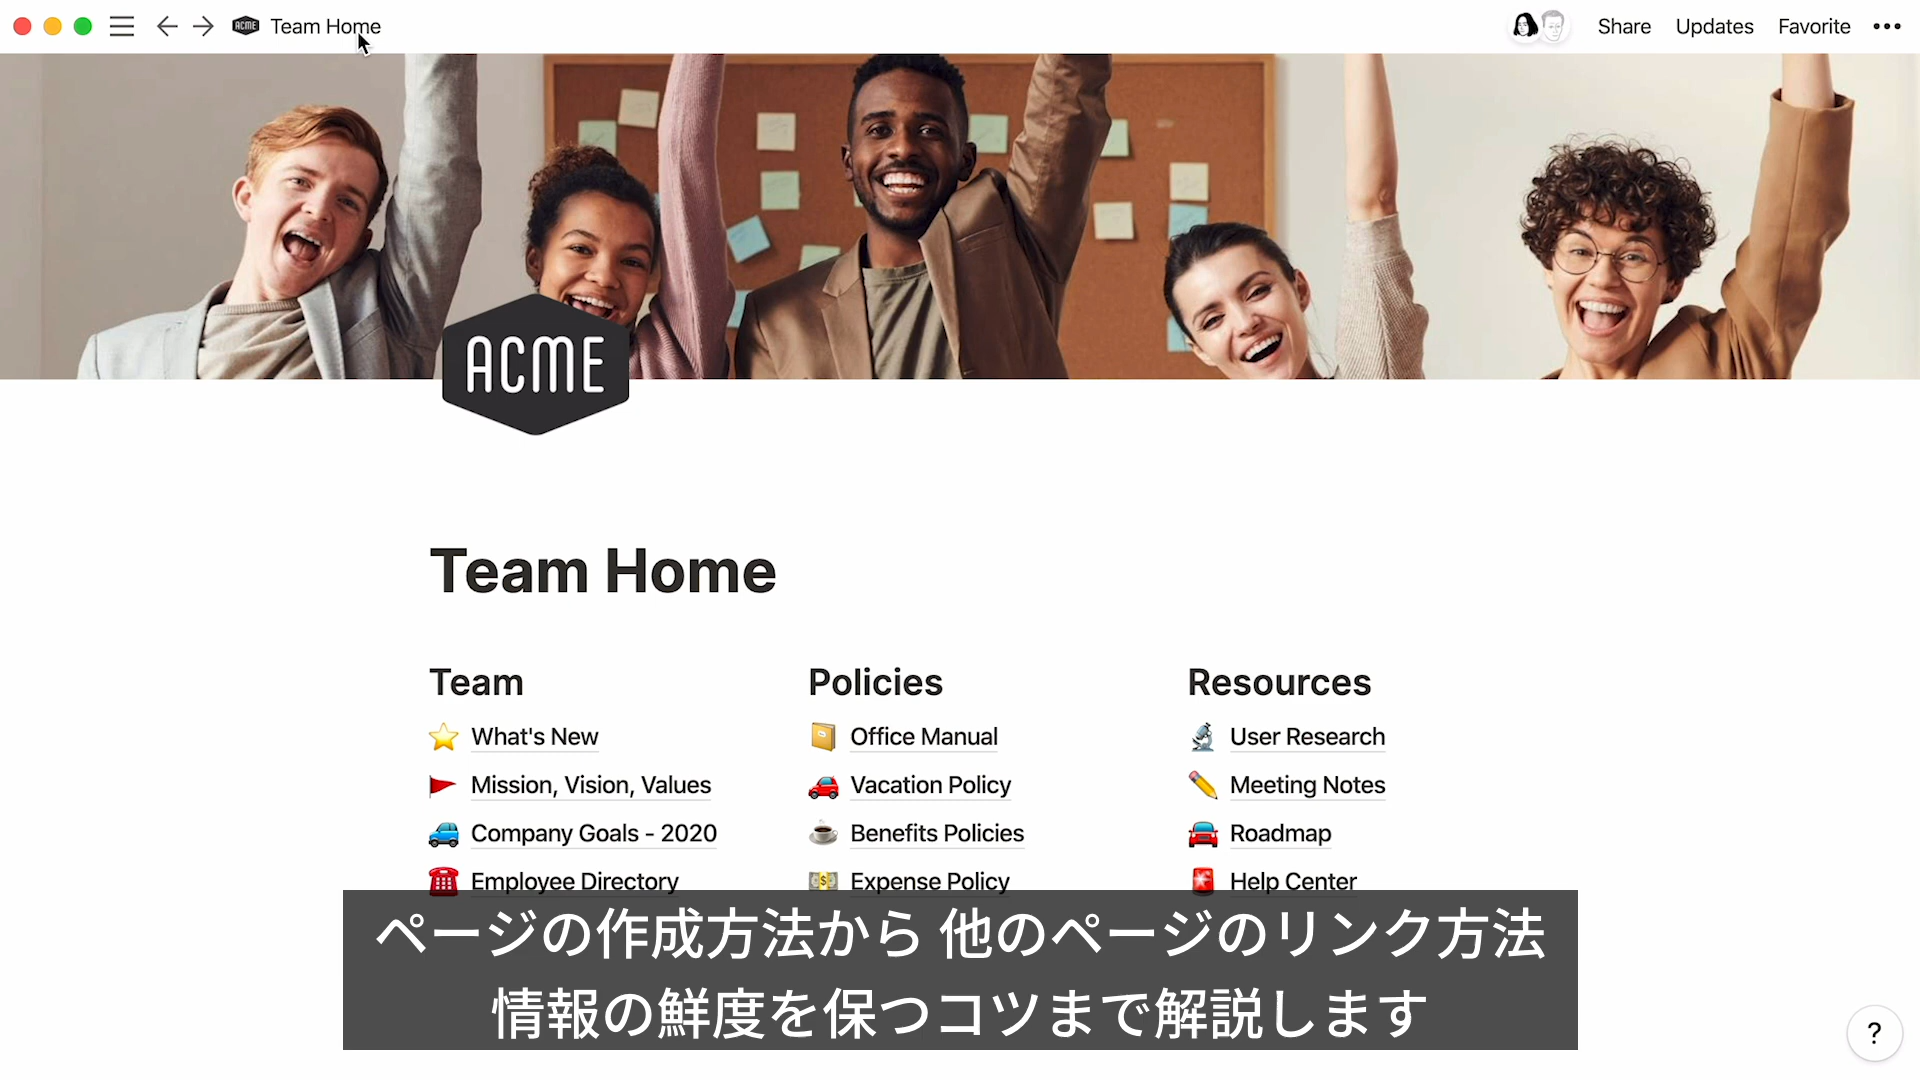 ACME Team Home
Share Updates Favorite •••
ACME
Team Home
Team
What's New
Mission, Vision, Values
Company Goals - 2020
Employee Directory
Policies
Office Manual
Vacation Policy
Benefits Policies
Expense Policy
Resources
User Research
Meeting Notes
Roadmap
Help Center
ページの作成方法から 他のページのリンク方法
情報の鮮度を保つコツまで解説します
?